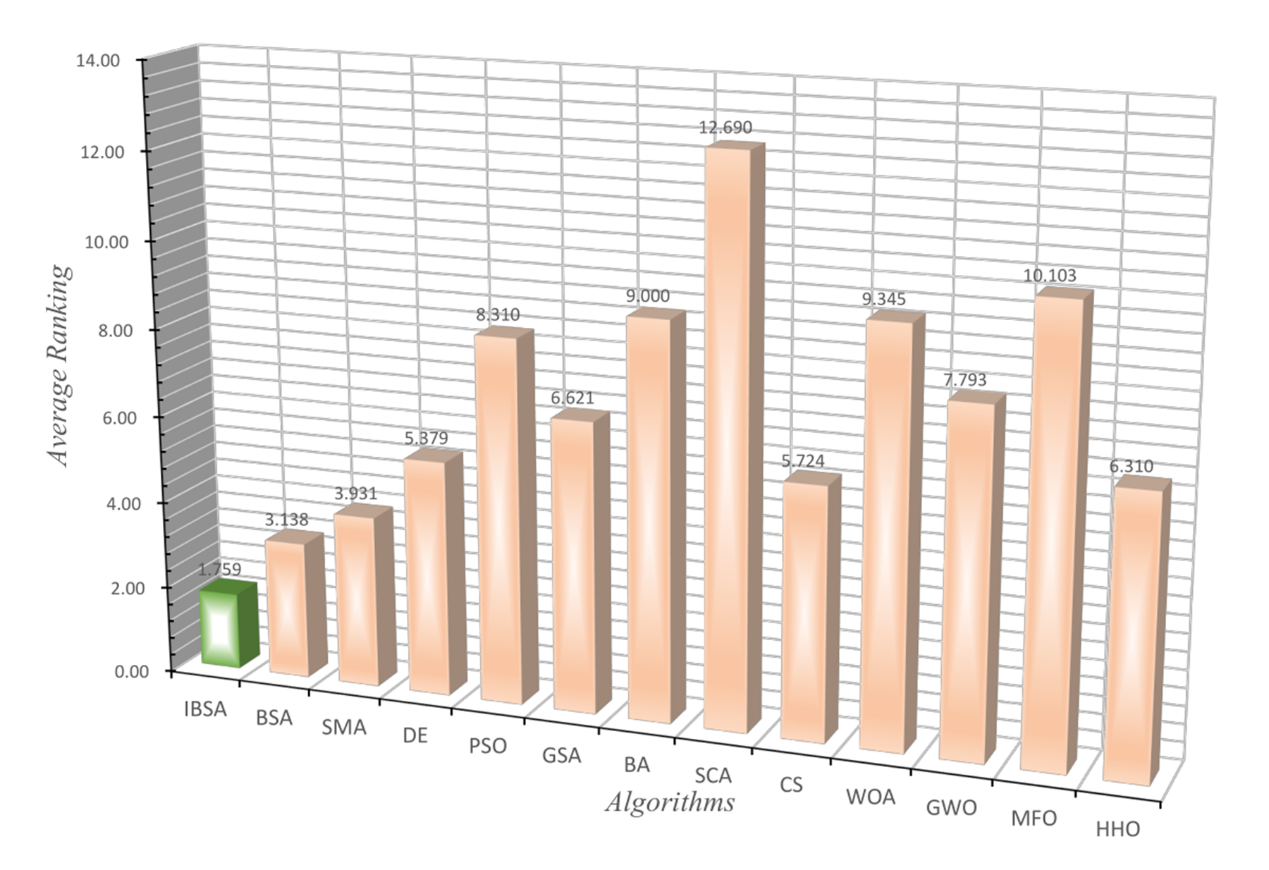 14.00
12.00
10.00
8.00
6.00
4.00
2.00
0.00
Average Ranking
1.759
3.138
3.931
5.379
8.310
6.621
9.000
12.690
5.724
9.345
7.793
10.103
6.310
IBSA
BSA
SMA
DE
PSO
GSA
BA
SCA
CS
WOA
GWO
MFO
HHO
Algorithms